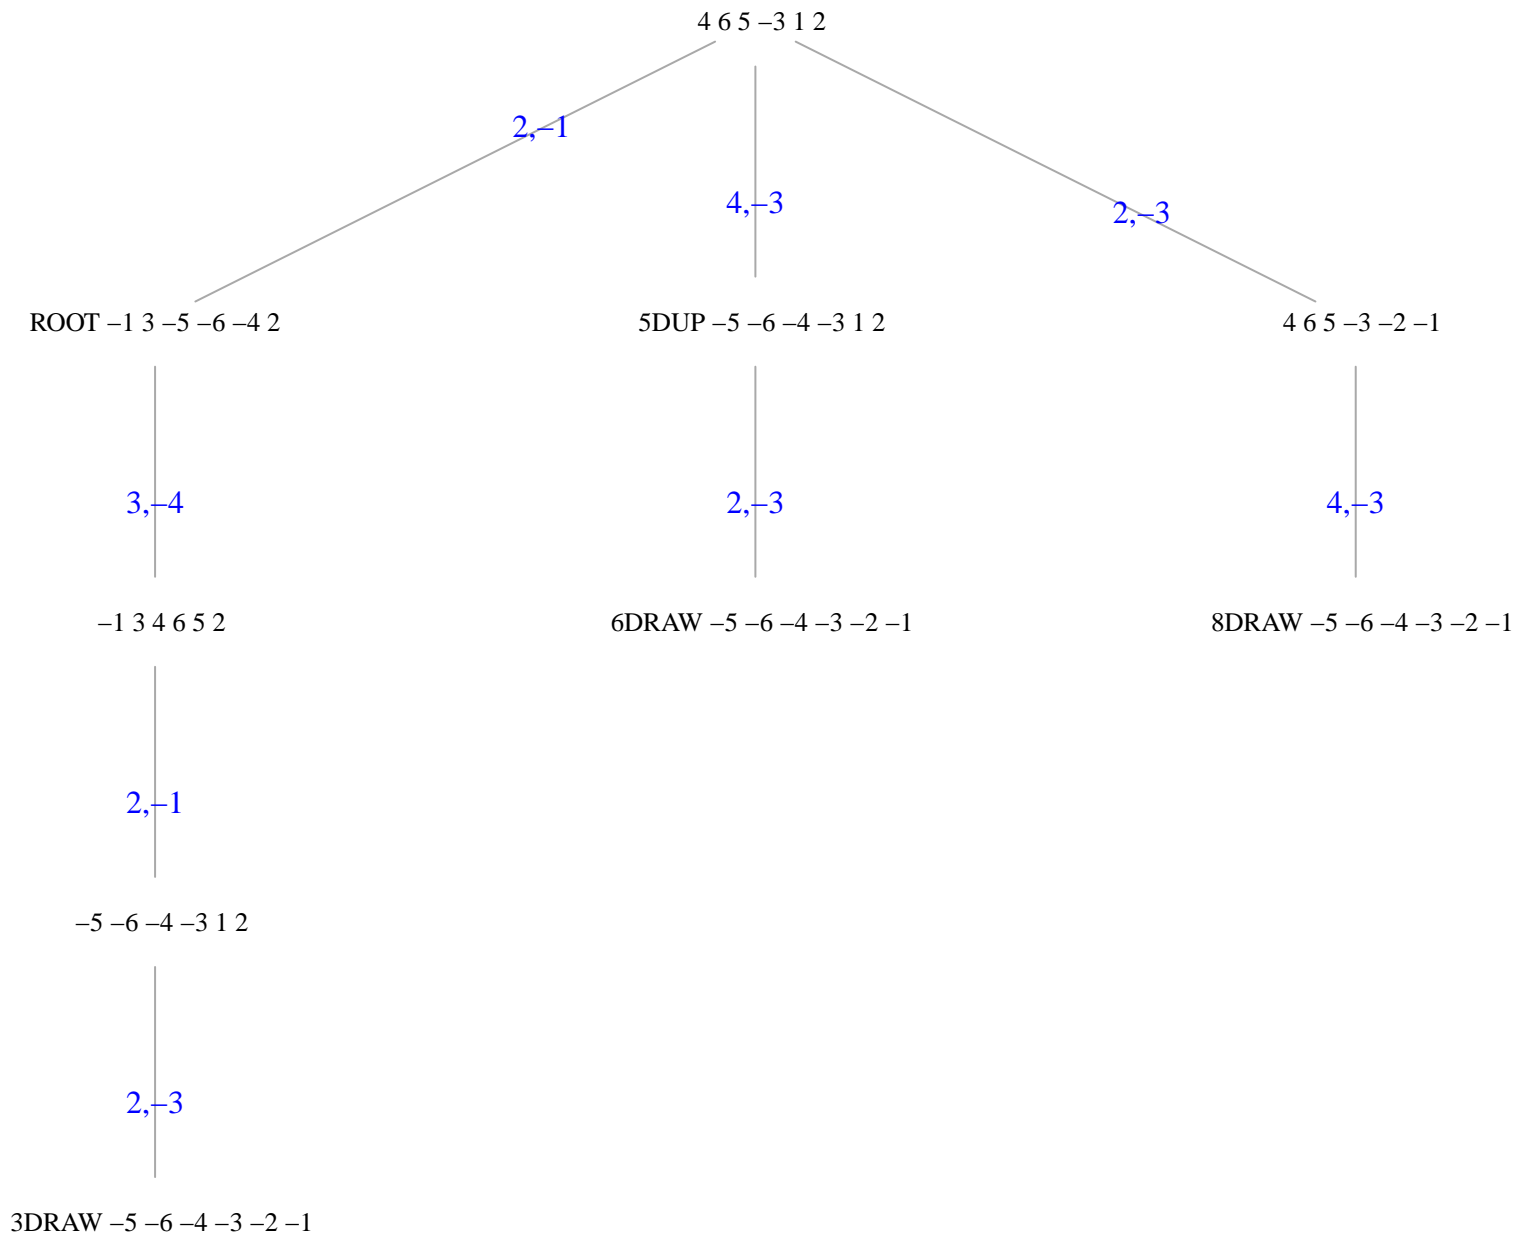 4 6 5 –3 1 2
2,–1
4,–3
2,–3
ROOT –1 3 –5 –6 –4 2
5DUP –5 –6 –4 –3 1 2
4 6 5 –3 –2 –1
3,–4
2,–3
4,–3
–1 3 4 6 5 2
6DRAW –5 –6 –4 –3 –2 –1
8DRAW –5 –6 –4 –3 –2 –1
2,–1
–5 –6 –4 –3 1 2
2,–3
3DRAW –5 –6 –4 –3 –2 –1